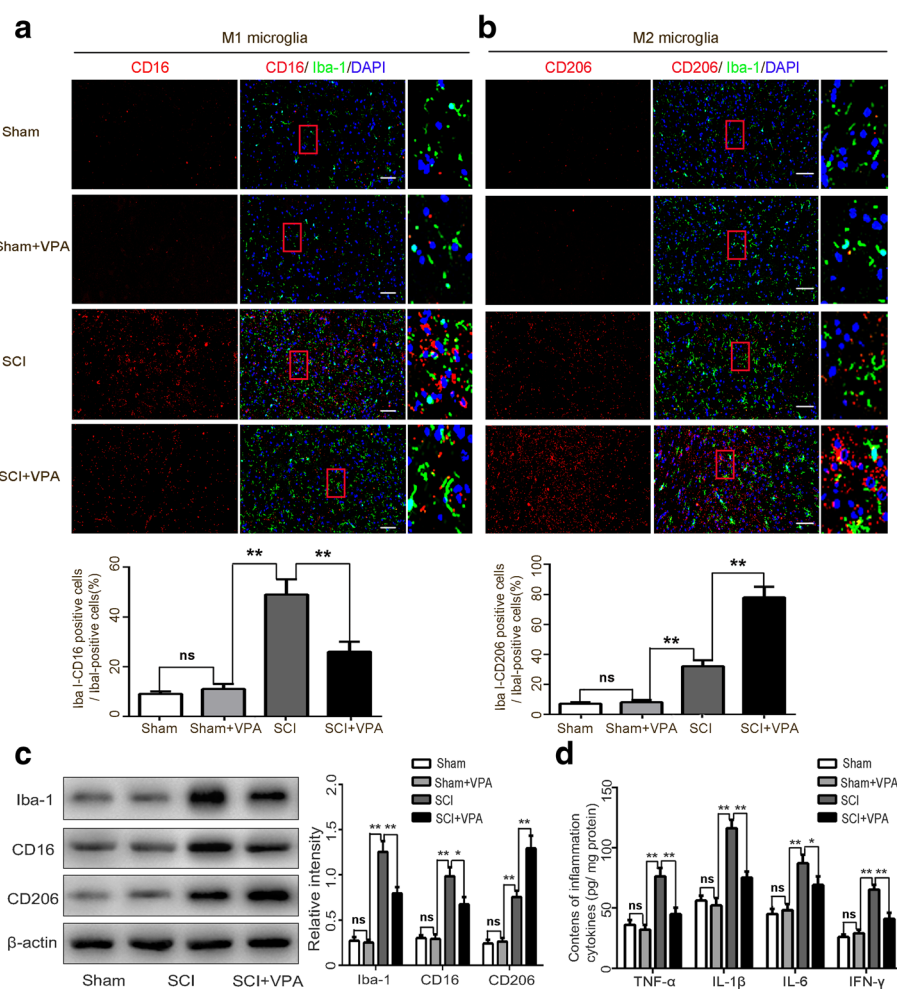 a
M1 microglia
CD16
CD16/ Iba-1/DAPI
b
M2 microglia
CD206
CD206/ Iba-1/DAPI
Sham
Sham+VPA
SCI
SCI+VPA
Iba I-CD16 positive cells
/ Ibal-positive cells(%)
60
40
20
0
ns
**
**
Sham
Sham+VPA
SCI
SCI+VPA
Iba I-CD206 positive cells
/ Ibal-positive cells(%)
100
80
60
40
20
0
ns
**
**
Sham
Sham+VPA
SCI
SCI+VPA
c
Iba-1
CD16
CD206
β-actin
Sham
SCI
SCI+VPA
Sham
Sham+VPA
SCI
SCI+VPA
Relative intensity
2.0
1.5
1.0
0.5
0
ns
**
**
ns
**
*
ns
**
**
Iba-1
CD16
CD206
d
Sham
Sham+VPA
SCI
SCI+VPA
Contens of inflammation
cytokines (pg/ mg protein)
150
100
50
0
ns
**
**
ns
**
**
ns
**
*
ns
**
**
TNF-α
IL-1β
IL-6
IFN-γ